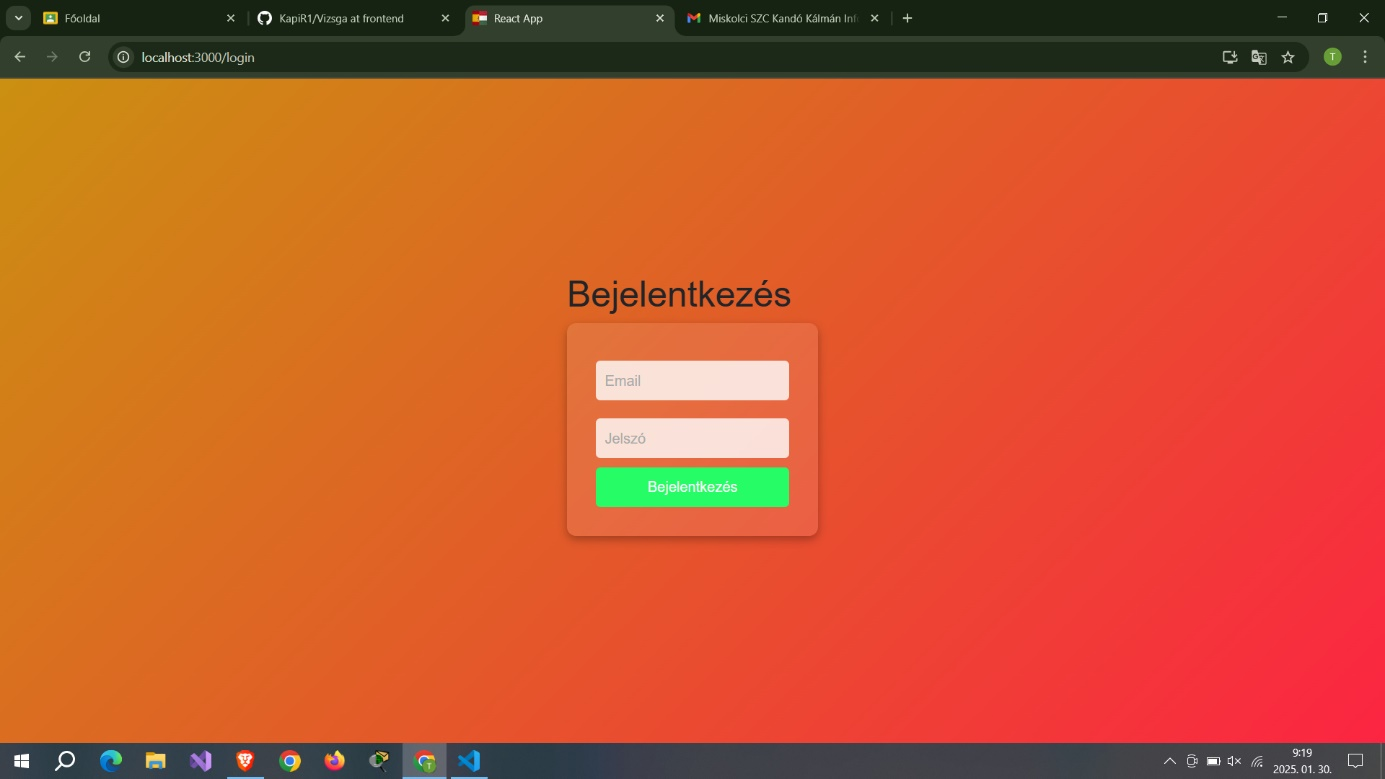 Főoldal
KapiR1/Vizsga at frontend
React App
Miskolci SZC Kandó Kálmán Inf
localhost:3000/login
T
Bejelentkezés
Email
Jelszó
Bejelentkezés
T
9:19
2025. 01. 30.